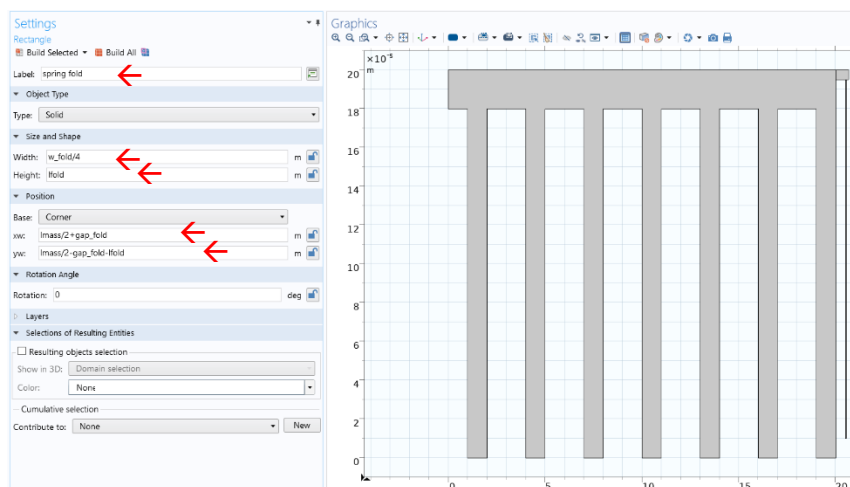 Settings
Rectangle
Build Selected
Build All
Label: spring fold
Object Type
Type: Solid
Size and Shape
Width: w_fold/4 m
Height: lfold m
Position
Base: Corner
xw: lmass/2+gap_fold m
yw: lmass/2-gap_fold-lfold m
Rotation Angle
Rotation: 0 deg
Layers
Selections of Resulting Entities
Resulting objects selection
Show in 3D: Domain selection
Color: None
Cumulative selection
Contribute to: None New
Graphics
×10⁻⁵
20 m
18
16
14
12
10
8
6
4
2
0
0 5 10 15 20